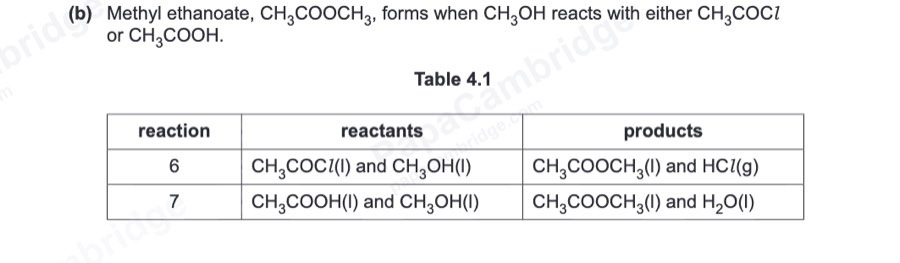 (b) Methyl ethanoate, CH₃COOCH₃, forms when CH₃OH reacts with either CH₃COCl
or CH₃COOH.
Table 4.1
reaction reactants products
6 CH₃COCl(l) and CH₃OH(l) CH₃COOCH₃(l) and HCl(g)
7 CH₃COOH(l) and CH₃OH(l) CH₃COOCH₃(l) and H₂O(l)
PapaCambridge